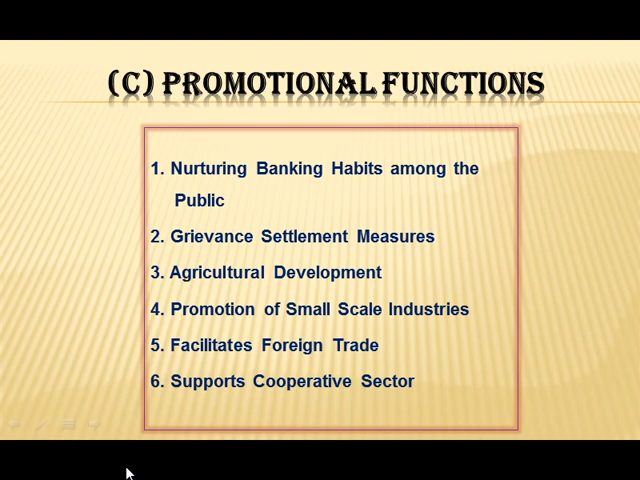 (C) PROMOTIONAL FUNCTIONS
1. Nurturing Banking Habits among the
Public
2. Grievance Settlement Measures
3. Agricultural Development
4. Promotion of Small Scale Industries
5. Facilitates Foreign Trade
6. Supports Cooperative Sector